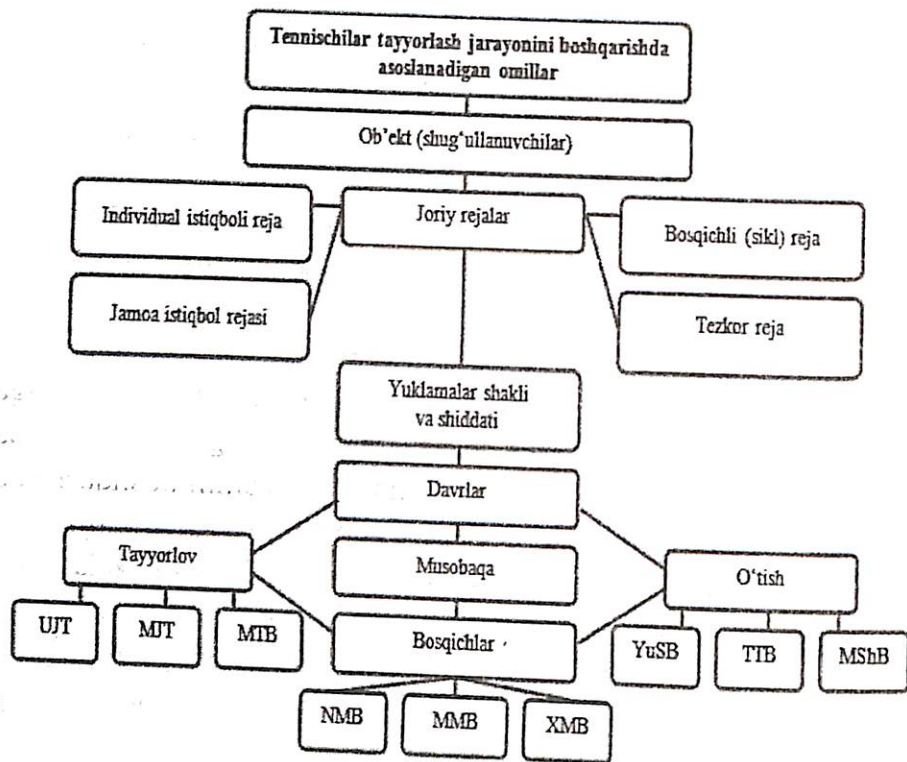 Tennischilar tayyorlash jarayonini boshqarishda
asoslanadigan omillar
Ob'ekt (shug‘ullanuvchilar)
Individual istiqboli reja
Joriy rejalar
Bosqichli (sikl) reja
Jamoa istiqbol rejasi
Tezkor reja
Yuklamalar shakli
va shiddati
Davrlar
Tayyorlov
Musobaqa
O‘tish
UJT
MJT
MTB
Bosqichlar
YuSB
TTB
MShB
NMB
MMB
XMB